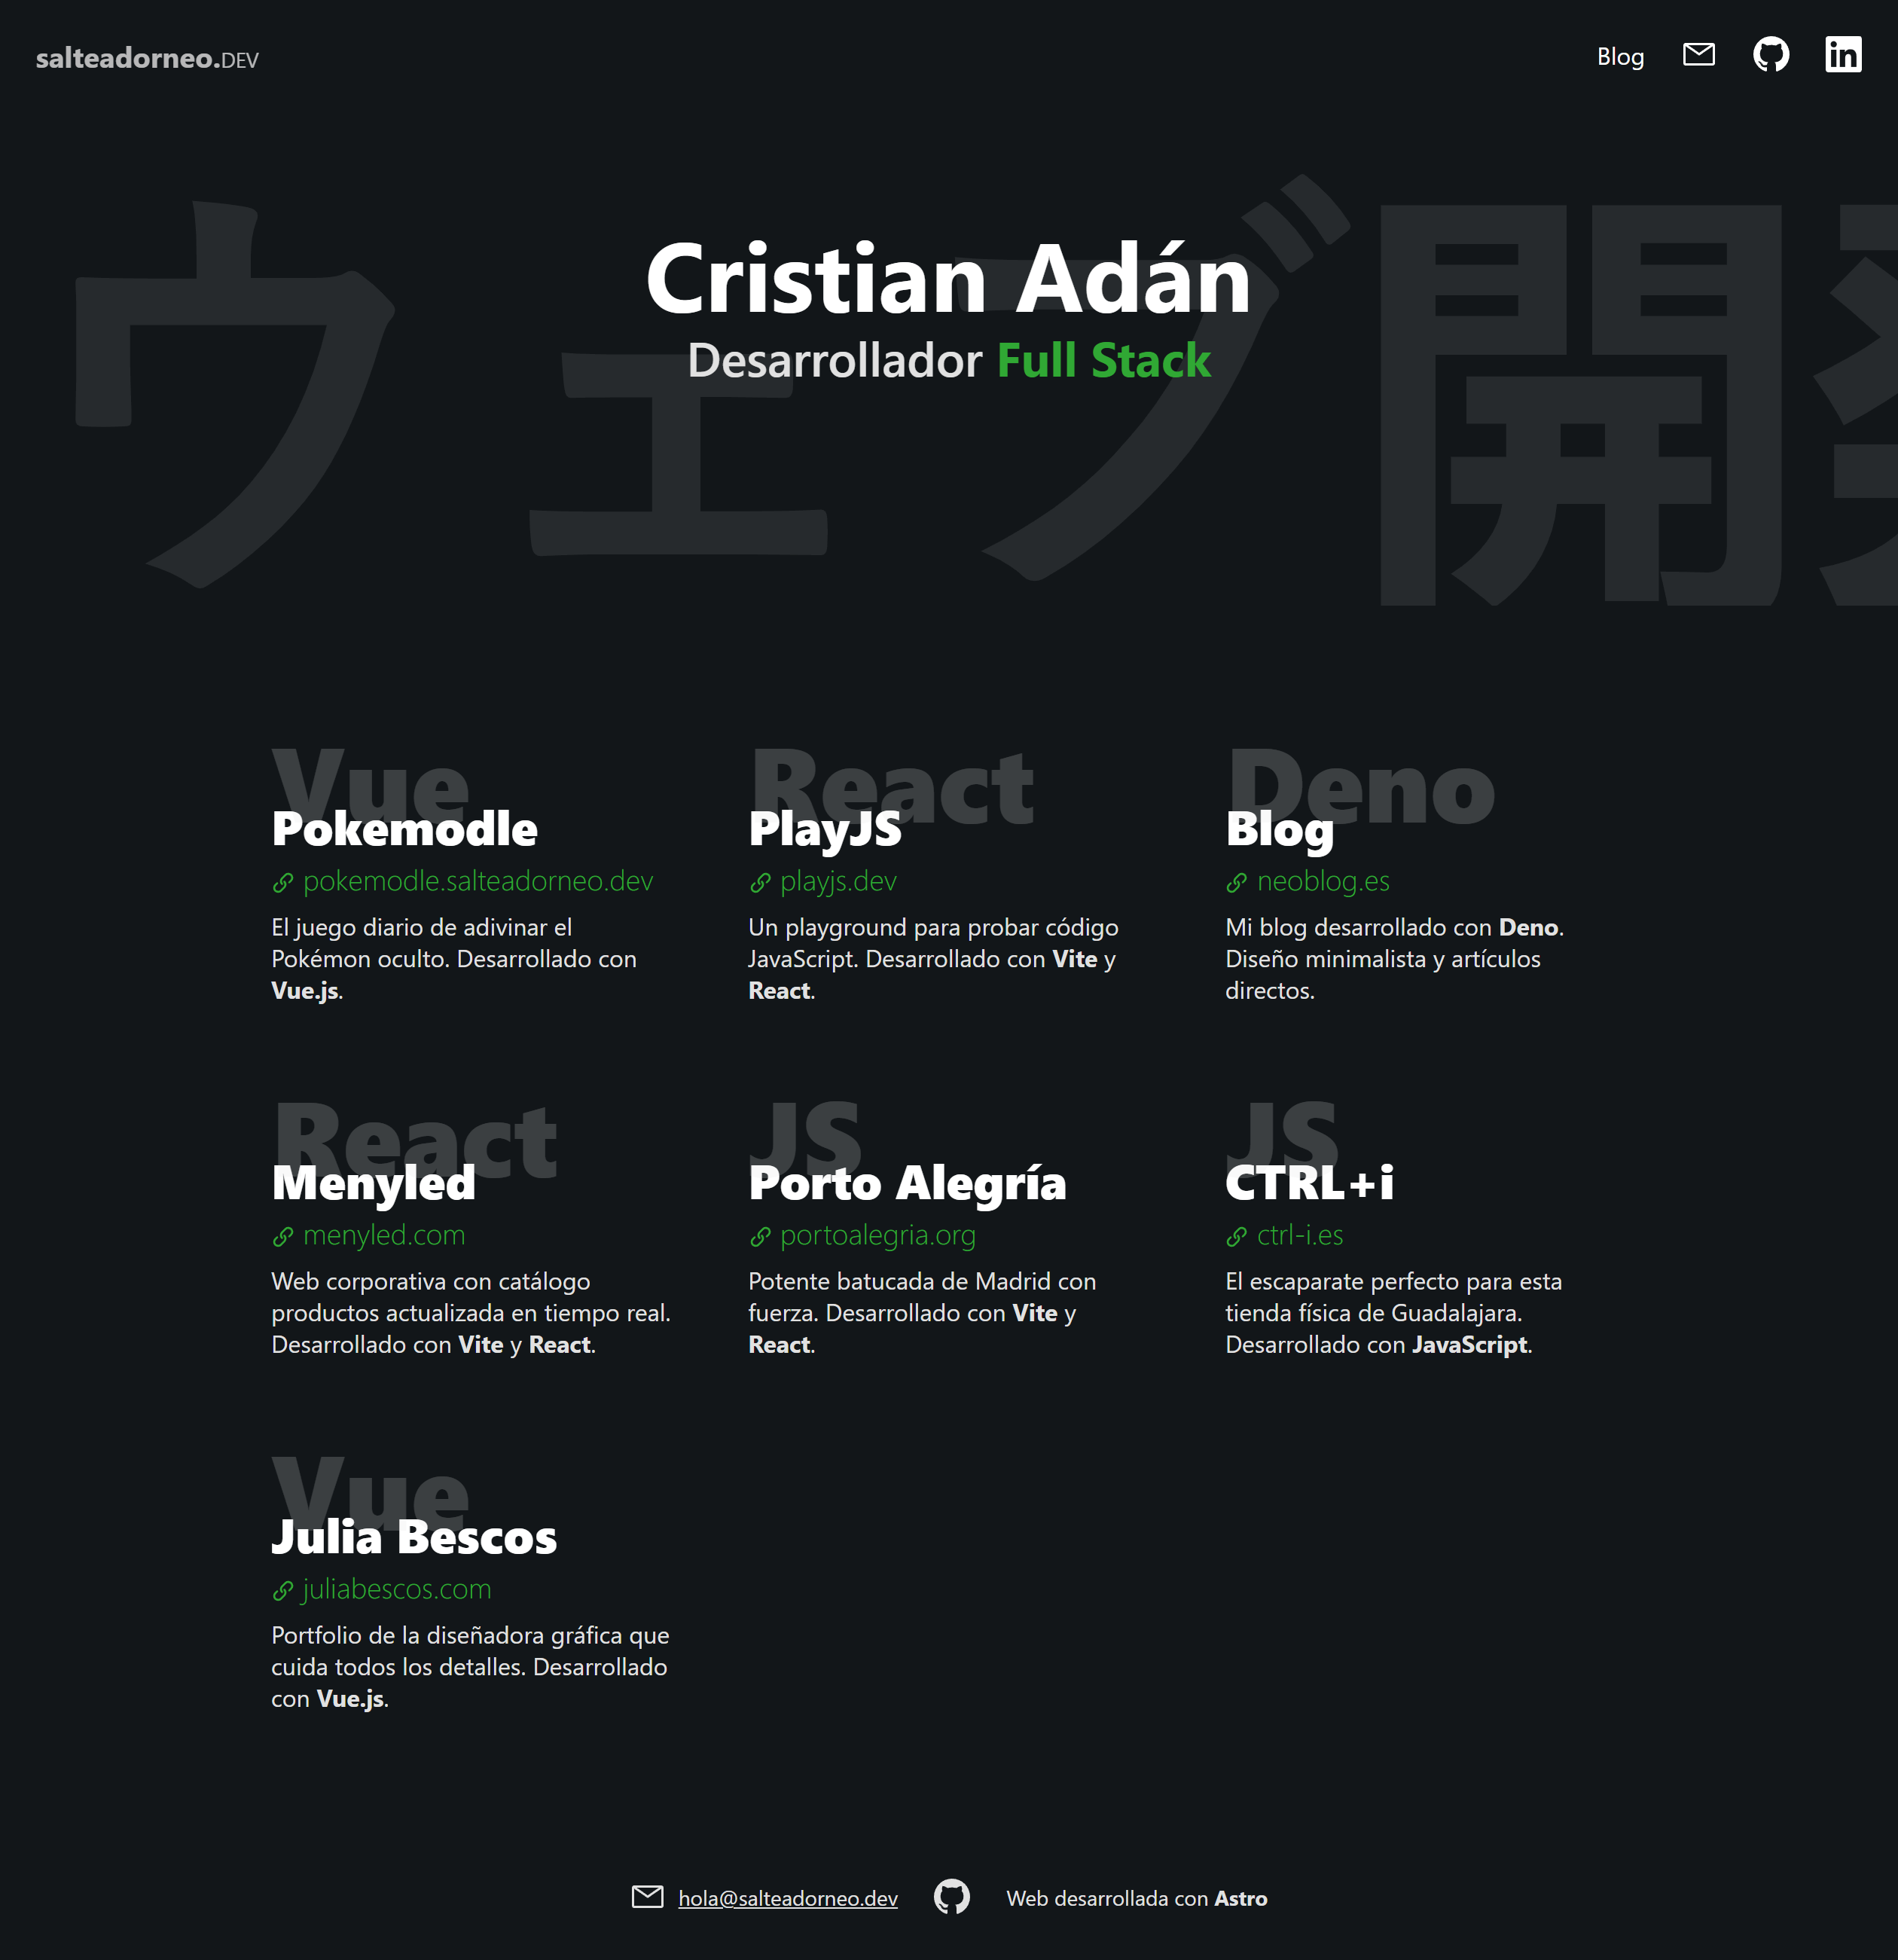 salteadorneo.DEV
Blog
ウェブ開発
Cristian Adán
Desarrollador Full Stack
Vue
Pokemodle
pokemodle.salteadorneo.dev
El juego diario de adivinar el
Pokémon oculto. Desarrollado con
Vue.js.
React
PlayJS
playjs.dev
Un playground para probar código
JavaScript. Desarrollado con Vite y
React.
Deno
Blog
neoblog.es
Mi blog desarrollado con Deno.
Diseño minimalista y artículos
directos.
React
Menyled
menyled.com
Web corporativa con catálogo
productos actualizada en tiempo real.
Desarrollado con Vite y React.
JS
Porto Alegría
portoalegria.org
Potente batucada de Madrid con
fuerza. Desarrollado con Vite y
React.
JS
CTRL+i
ctrl-i.es
El escaparate perfecto para esta
tienda física de Guadalajara.
Desarrollado con JavaScript.
Vue
Julia Bescos
juliabescos.com
Portfolio de la diseñadora gráfica que
cuida todos los detalles. Desarrollado
con Vue.js.
hola@salteadorneo.dev
Web desarrollada con Astro